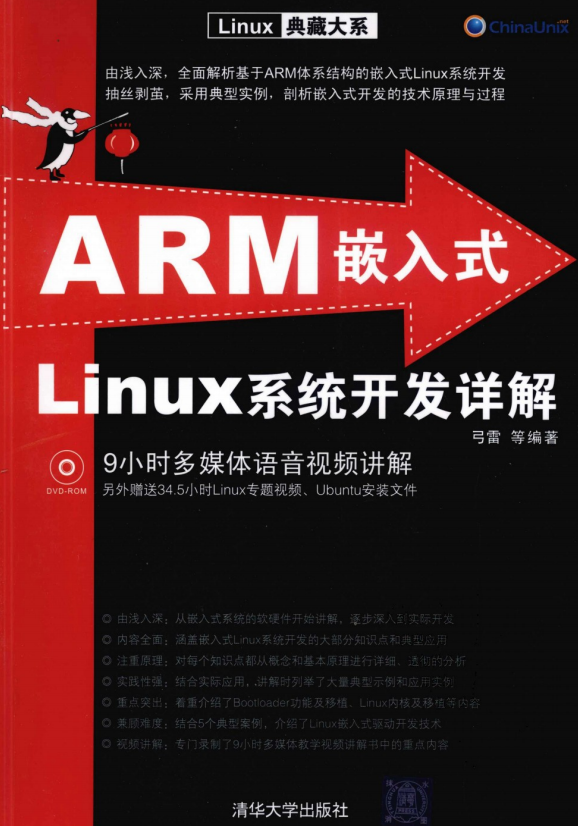 Linux 典藏大系
ChinaUnix.net
由浅入深，全面解析基于ARM体系结构的嵌入式Linux系统开发
抽丝剥茧，采用典型实例，剖析嵌入式开发的技术原理与过程
ARM嵌入式
Linux系统开发详解
弓雷 等编著
DVD-ROM
9小时多媒体语音视频讲解
另外赠送34.5小时Linux专题视频、Ubuntu安装文件
◎ 由浅入深：从嵌入式系统的软硬件开始讲解，逐步深入到实际开发
◎ 内容全面：涵盖嵌入式Linux系统开发的大部分知识点和典型应用
◎ 注重原理：对每个知识点都从概念和基本原理进行详细、透彻的分析
◎ 实践性强：结合实际应用，讲解时列举了大量典型示例和应用实例
◎ 重点突出：着重介绍了Bootloader功能及移植、Linux内核及移植等内容
◎ 兼顾难度：结合5个典型案例，介绍了Linux嵌入式驱动开发技术
◎ 视频讲解：专门录制了9小时多媒体教学视频讲解书中的重点内容
清华大学出版社